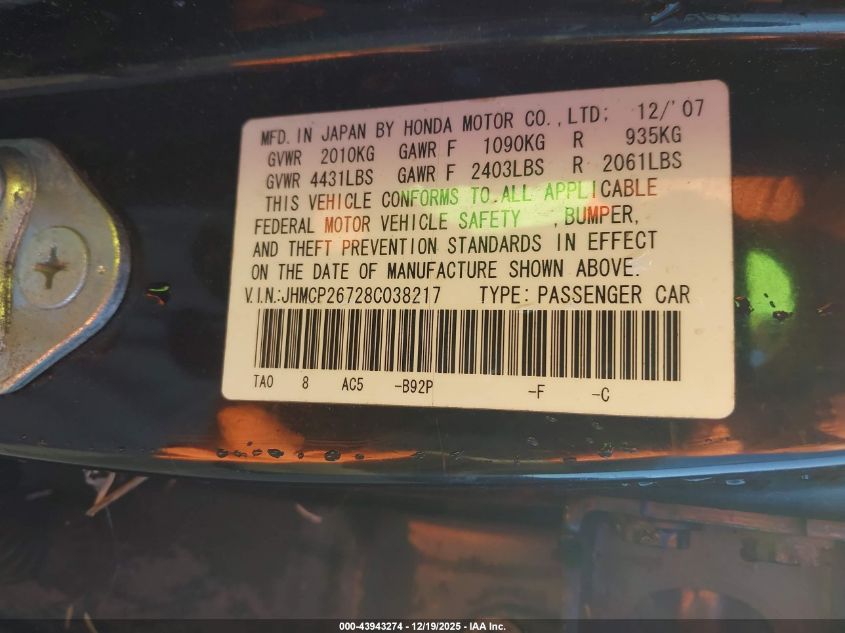 MFD. IN JAPAN BY HONDA MOTOR CO.,LTD; 12/'07
GVWR 2010KG GAWR F 1090KG R 935KG
GVWR 4431LBS GAWR F 2403LBS R 2061LBS
THIS VEHICLE CONFORMS TO ALL APPLICABLE
FEDERAL MOTOR VEHICLE SAFETY ,BUMPER,
AND THEFT PREVENTION STANDARDS IN EFFECT
ON THE DATE OF MANUFACTURE SHOWN ABOVE.
V.I.N.:JHMCP26728C038217 TYPE: PASSENGER CAR
TA0 8 AC5 -B92P -F -C
000-43943274 - 12/19/2025 - IAA Inc.